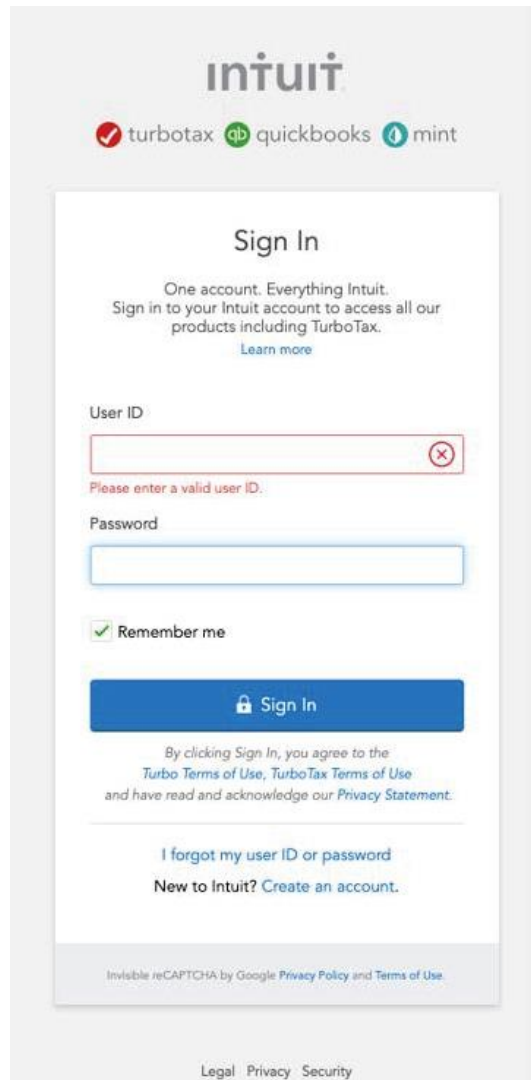 intuit
turbotax qb quickbooks mint
Sign In
One account. Everything Intuit.
Sign in to your Intuit account to access all our
products including TurboTax.
Learn more
User ID
Please enter a valid user ID.
Password
Remember me
Sign In
By clicking Sign In, you agree to the
Turbo Terms of Use, TurboTax Terms of Use
and have read and acknowledge our Privacy Statement.
I forgot my user ID or password
New to Intuit? Create an account.
Invisible reCAPTCHA by Google Privacy Policy and Terms of Use.
Legal Privacy Security